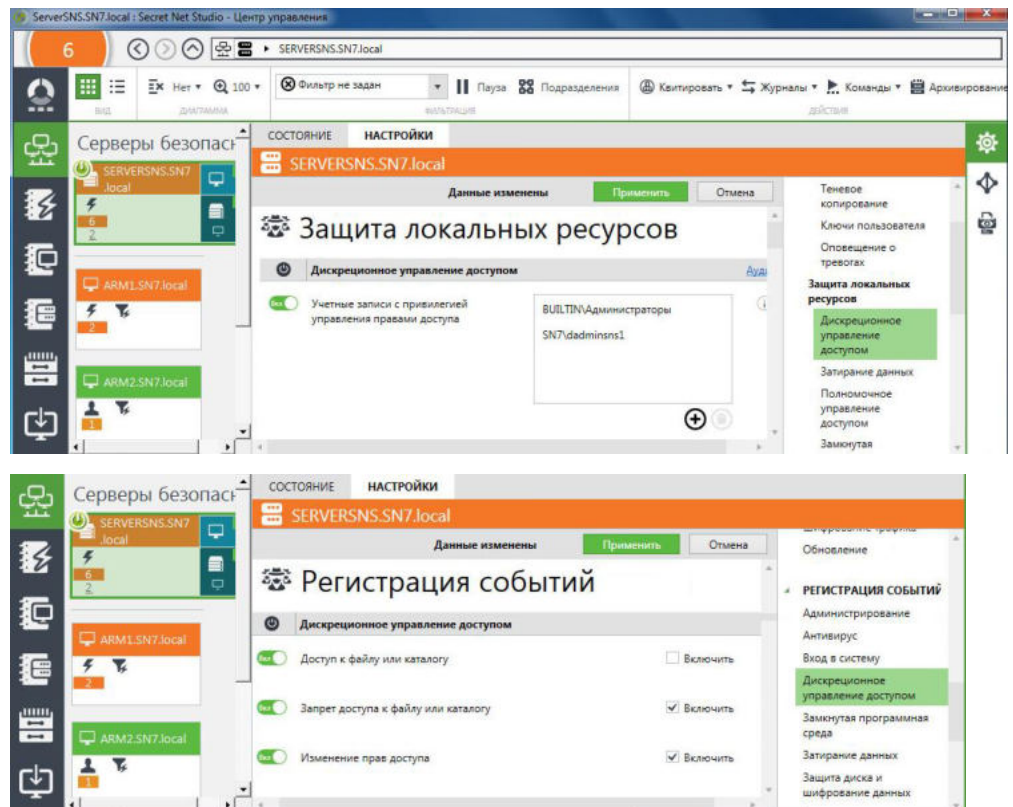 ServerSNS.SN7.local : Secret Net Studio - Центр управления
6
SERVERSNS.SN7.local
Нет
100
Фильтр не задан
Пауза
Подразделения
Квитировать
Журналы
Команды
Архивирование
ВИД
ДИАГРАММА
ФИЛЬТРАЦИЯ
ДЕЙСТВИЯ
Серверы безопасн
SERVERSNS.SN7
.local
6
2
ARM1.SN7.local
2
ARM2.SN7.local
1
СОСТОЯНИЕ
НАСТРОЙКИ
SERVERSNS.SN7.local
Данные изменены
Применить
Отмена
Защита локальных ресурсов
Дискреционное управление доступом
Ауди
Учетные записи с привилегией
управления правами доступа
BUILTIN\Администраторы
SN7\dadminsns1
Теневое
копирование
Ключи пользователя
Оповещение о
тревогах
Защита локальных
ресурсов
Дискреционное
управление
доступом
Затирание данных
Полномочное
управление
доступом
Замкнутая
Серверы безопасн
SERVERSNS.SN7
.local
6
2
ARM1.SN7.local
2
ARM2.SN7.local
1
СОСТОЯНИЕ
НАСТРОЙКИ
SERVERSNS.SN7.local
Данные изменены
Применить
Отмена
Регистрация событий
Дискреционное управление доступом
Доступ к файлу или каталогу
Включить
Запрет доступа к файлу или каталогу
Включить
Изменение прав доступа
Включить
Обновление
РЕГИСТРАЦИЯ СОБЫТИЙ
Администрирование
Антивирус
Вход в систему
Дискреционное
управление доступом
Замкнутая программная
среда
Затирание данных
Защита диска и
шифрование данных